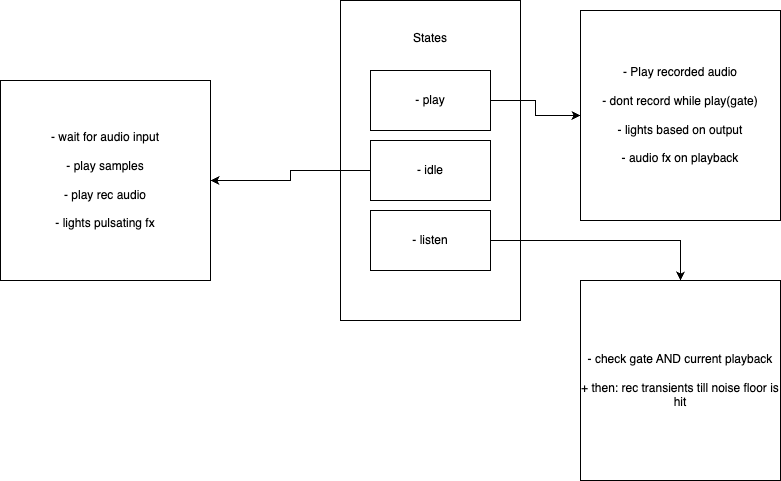 States
- play
- idle
- listen
- wait for audio input
- play samples
- play rec audio
- lights pulsating fx
- Play recorded audio
- dont record while play(gate)
- lights based on output
- audio fx on playback
- check gate AND current playback
+ then: rec transients till noise floor is
hit